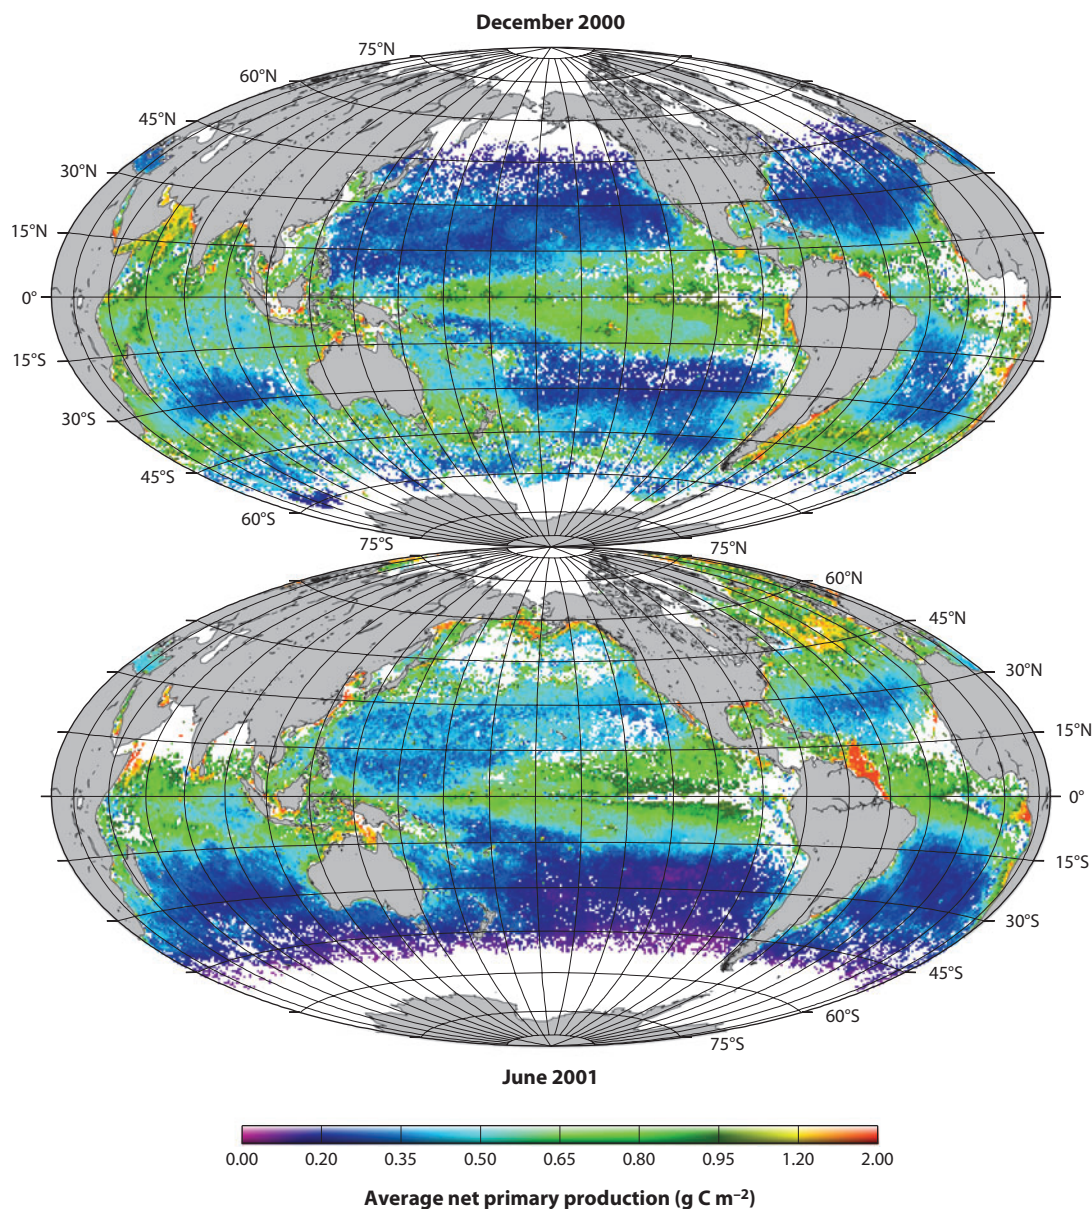 December 2000
75°N
60°N
45°N
30°N
15°N
0°
15°S
30°S
45°S
60°S
75°S
75°N
60°N
45°N
30°N
15°N
0°
15°S
30°S
45°S
60°S
75°S
June 2001
0.00 0.20 0.35 0.50 0.65 0.80 0.95 1.20 2.00
Average net primary production (g C m⁻²)